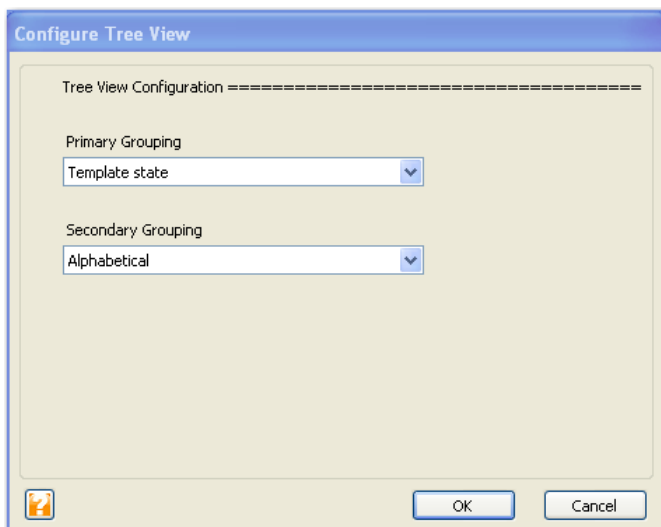 Configure Tree View
Tree View Configuration =====================================
Primary Grouping
Template state
Secondary Grouping
Alphabetical
OK
Cancel